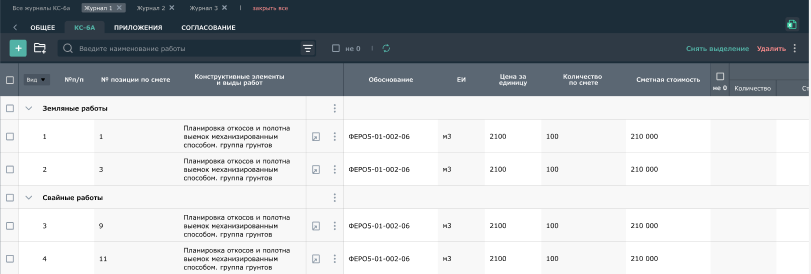 Все журналы КС-6а
Журнал 1
Журнал 2
Журнал 3
закрыть все
ОБЩЕЕ
КС-6А
ПРИЛОЖЕНИЯ
СОГЛАСОВАНИЕ
Введите наименование работы
не 0
Снять выделение
Удалить
Вид
№п/п
№ позиции по смете
Конструктивные элементы
и выды работ
Обоснование
ЕИ
Цена за
единицу
Количество
по смете
Сметная стоимость
не 0
Количество
Ст
Земляные работы
1
1
Планировка откосов и полотна
выемок механизированным
способом. группа грунтов
ФЕРО5-01-002-06
м3
2100
100
210 000
2
3
Планировка откосов и полотна
выемок механизированным
способом. группа грунтов
ФЕРО5-01-002-06
м3
2100
100
210 000
Свайные работы
3
9
Планировка откосов и полотна
выемок механизированным
способом. группа грунтов
ФЕРО5-01-002-06
м3
2100
100
210 000
4
11
Планировка откосов и полотна
выемок механизированным
способом. группа грунтов
ФЕРО5-01-002-06
м3
2100
100
210 000